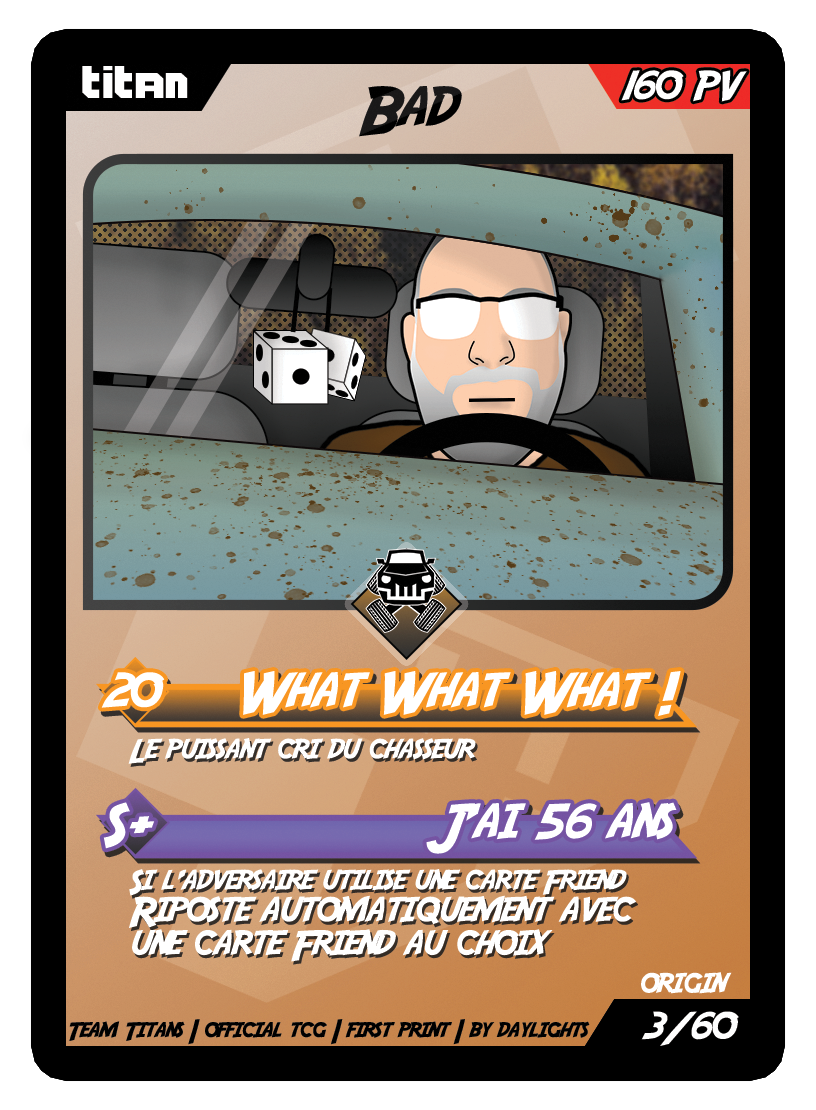 titan
160 PV
Bad
20
What What What !
Le puissant cri du chasseur
S+
J'ai 56 ans
Si l'adversaire utilise une carte Friend
Riposte automatiquement avec
une carte Friend au choix
Origin
3/60
Team Titans | Official TCG | First Print | By Daylights